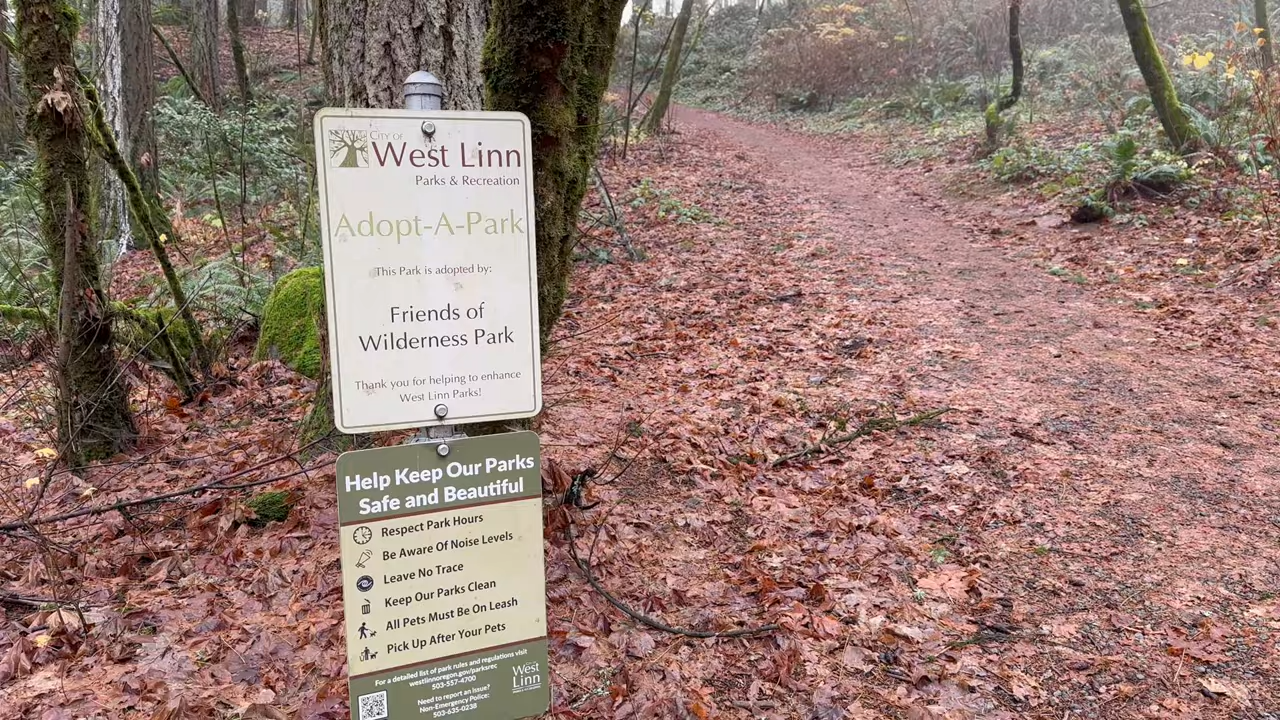 City of
West Linn
Parks & Recreation
Adopt-A-Park
This Park is adopted by:
Friends of
Wilderness Park
Thank you for helping to enhance
West Linn Parks!
Help Keep Our Parks
Safe and Beautiful
Respect Park Hours
Be Aware Of Noise Levels
Leave No Trace
Keep Our Parks Clean
All Pets Must Be On Leash
Pick Up After Your Pets
For a detailed list of park rules and regulations visit
westlinnoregon.gov/parksrec
503-557-4700
Need to report an issue?
Non-Emergency Police:
503-635-0238
West
Linn